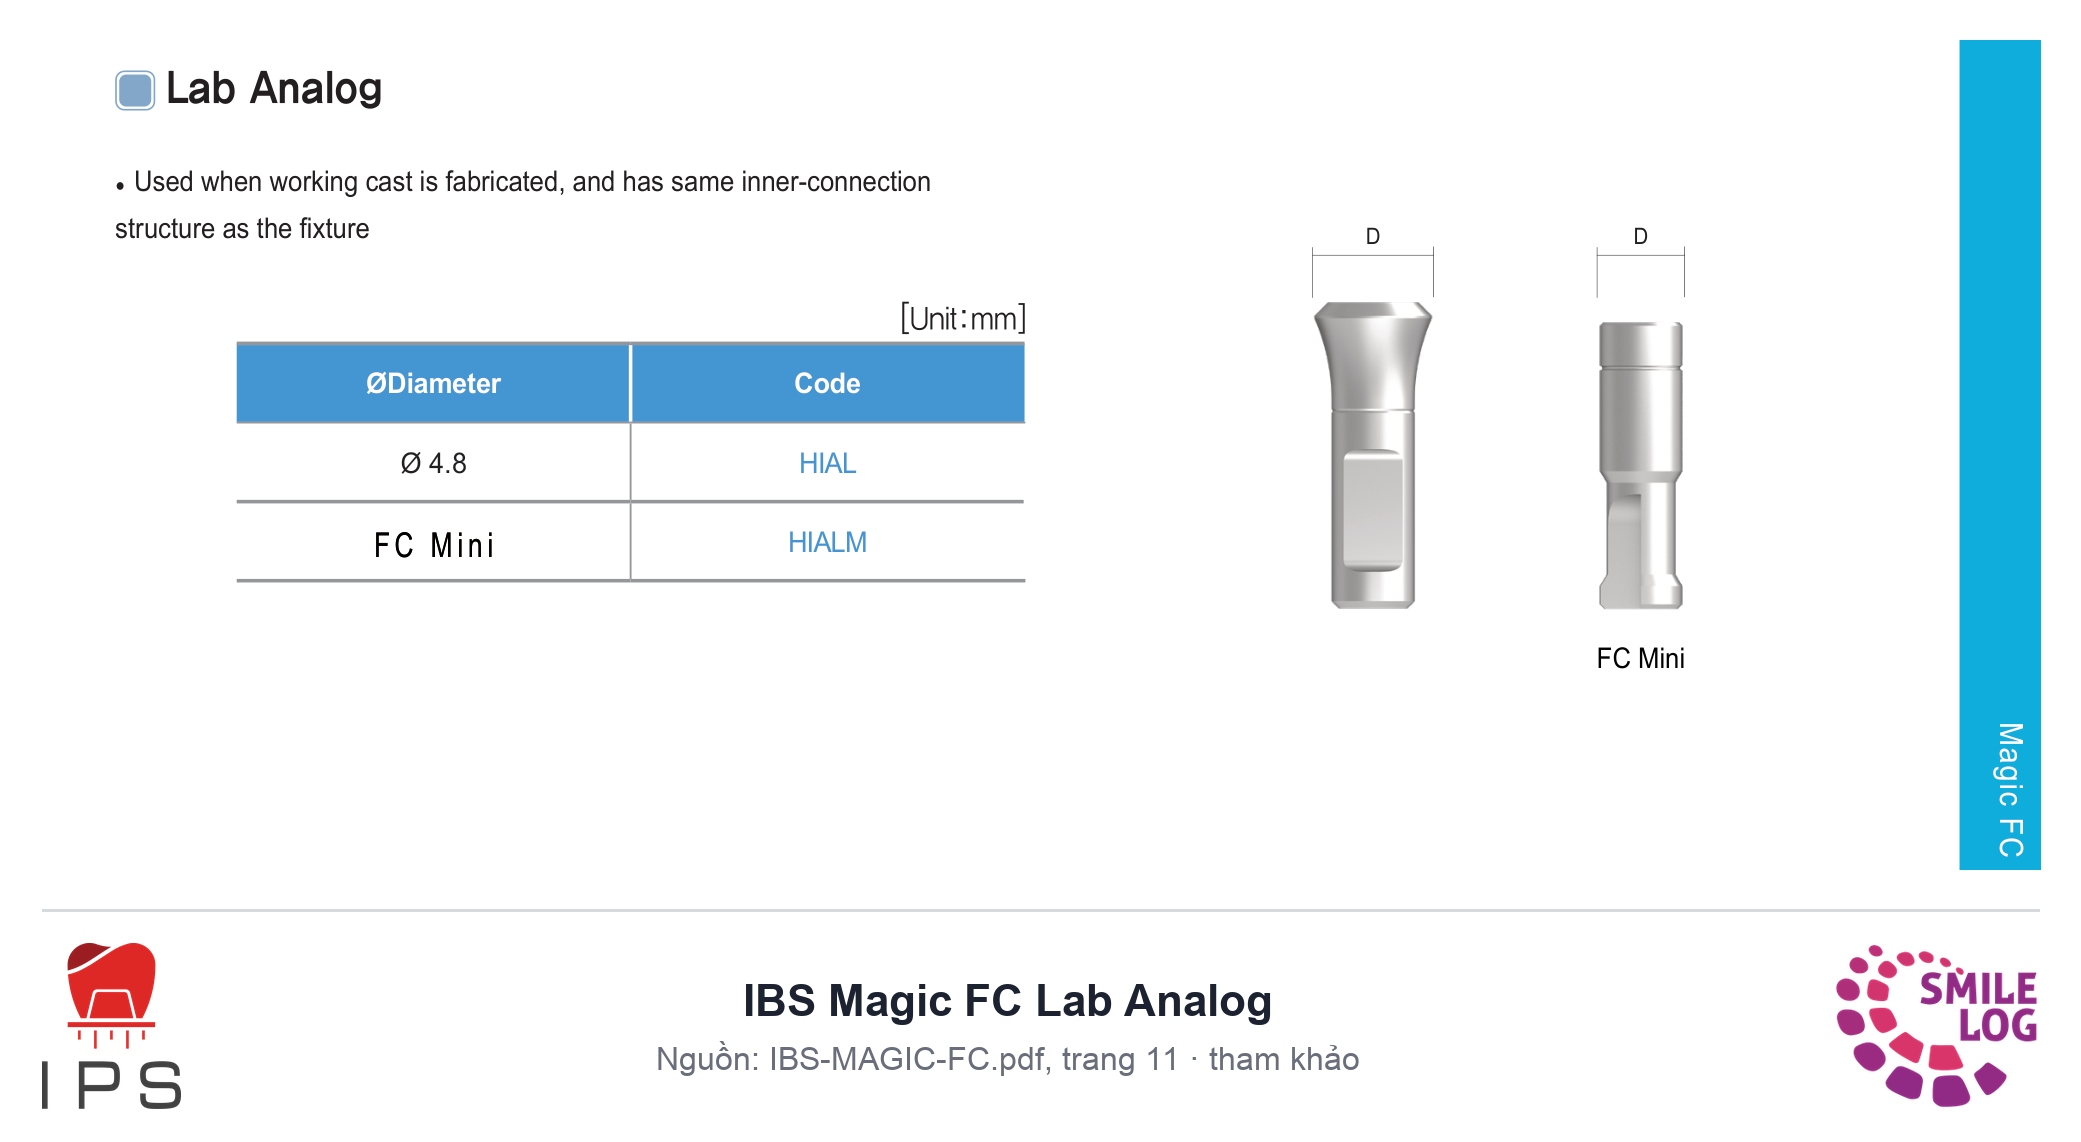 Lab Analog
• Used when working cast is fabricated, and has same inner-connection
structure as the fixture
[Unit:mm]
ØDiameter Code
Ø 4.8 HIAL
FC Mini HIALM
D D
FC Mini
Magic FC
IPS
IBS Magic FC Lab Analog
Nguồn: IBS-MAGIC-FC.pdf, trang 11 · tham khảo
SMILE
LOG